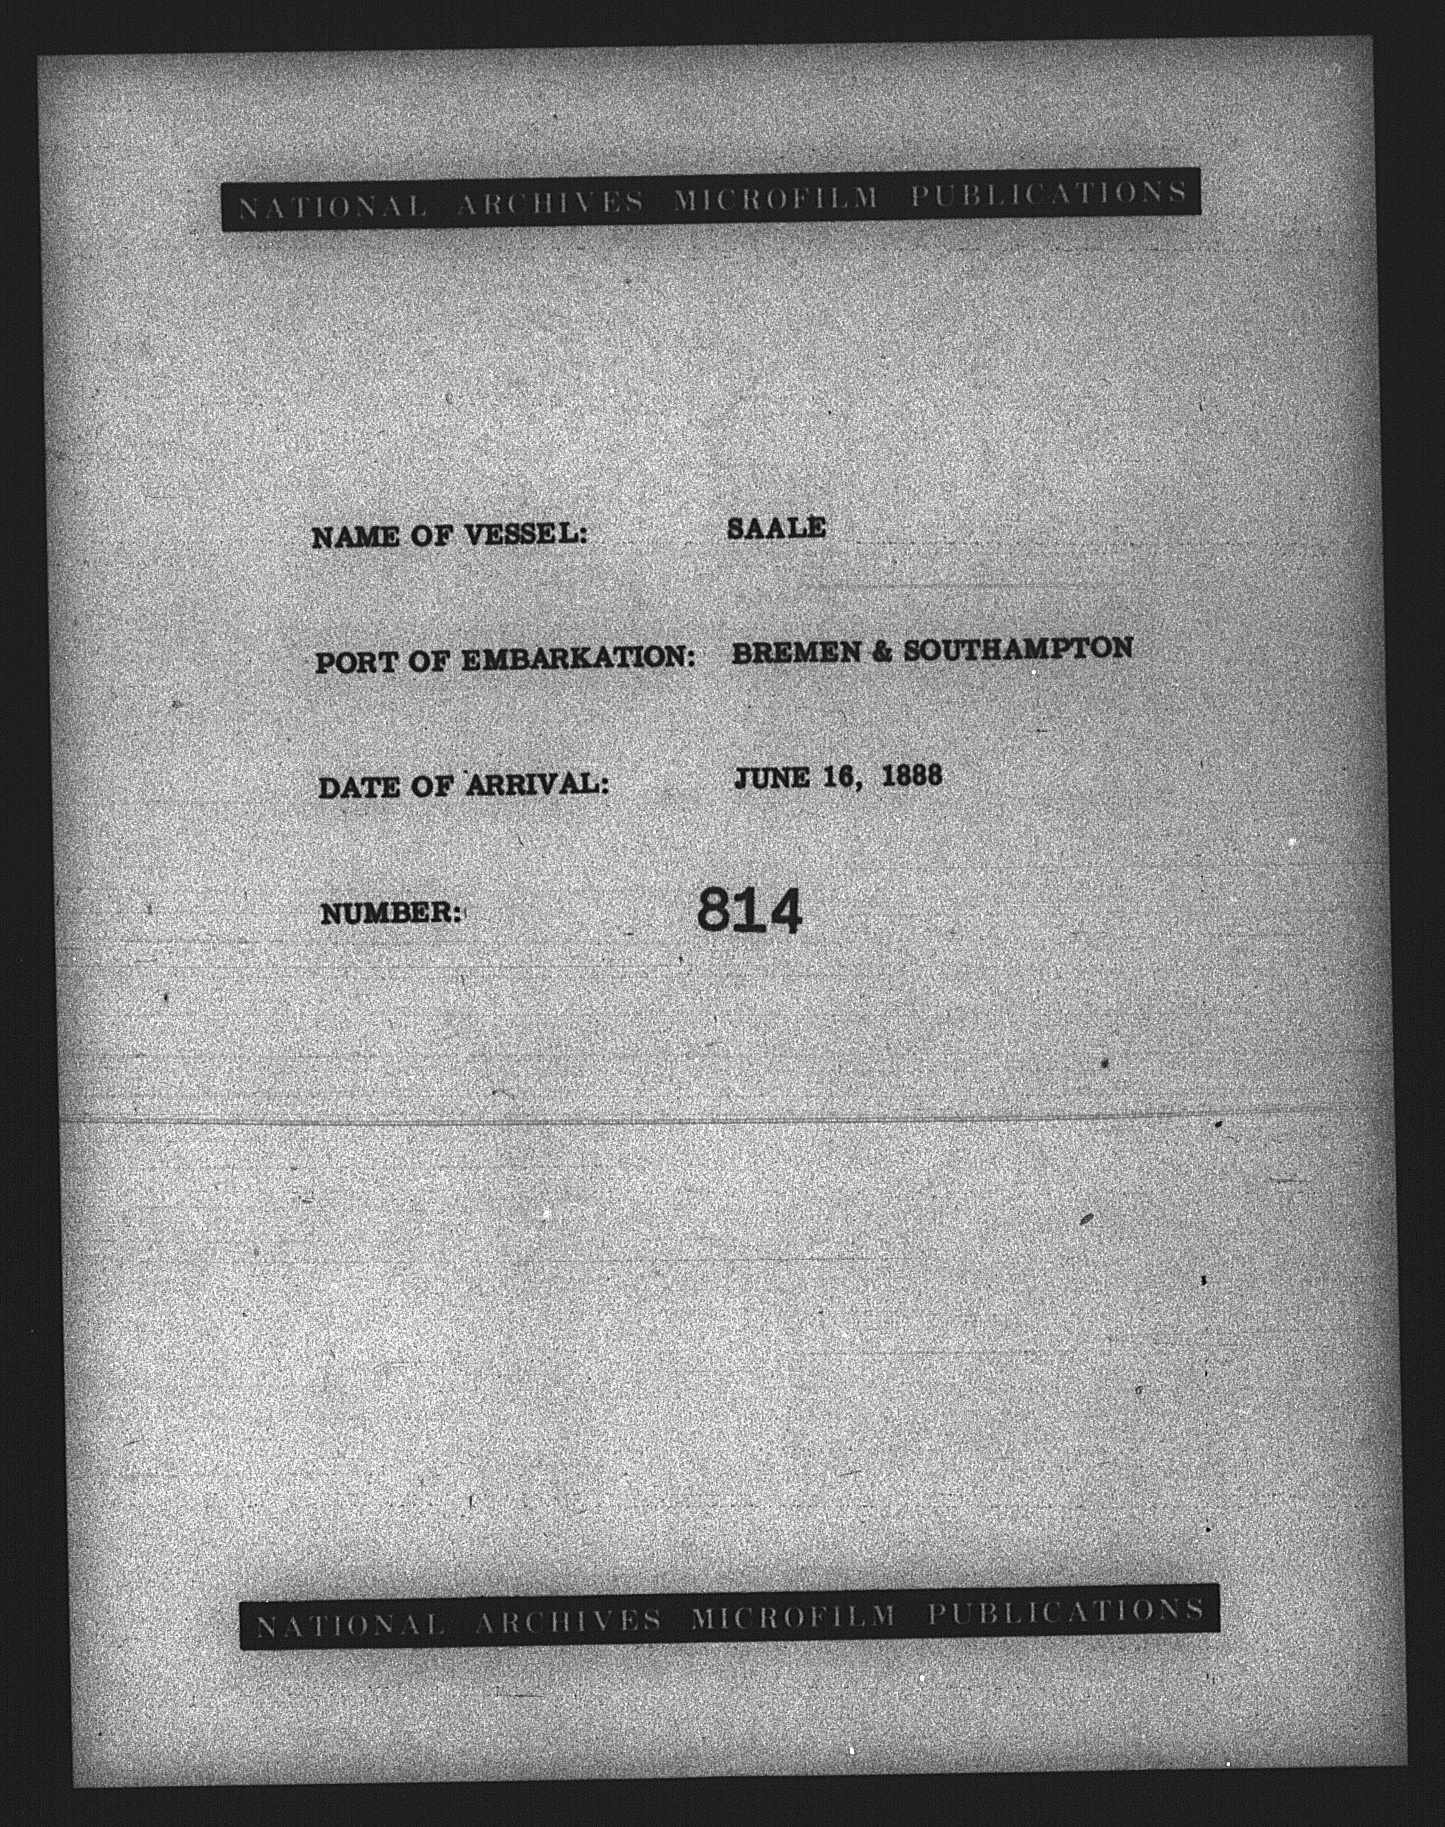 NATIONAL ARCHIVES MICROFILM PUBLICATIONS
NAME OF VESSEL: SAALE
PORT OF EMBARKATION: BREMEN & SOUTHAMPTON
DATE OF ARRIVAL: JUNE 16, 1888
NUMBER: 814
NATIONAL ARCHIVES MICROFILM PUBLICATIONS